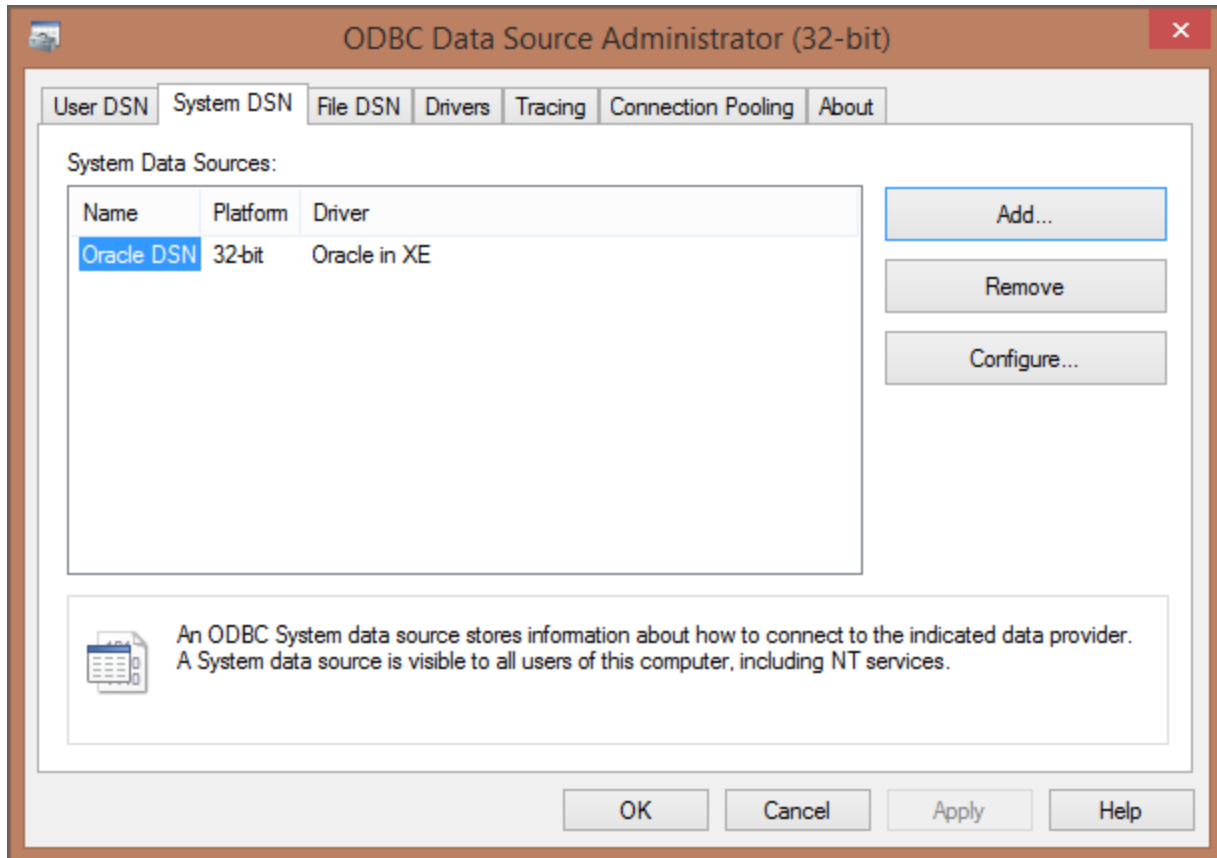 ODBC Data Source Administrator (32-bit)
User DSN System DSN File DSN Drivers Tracing Connection Pooling About
System Data Sources:
Name Platform Driver
Oracle DSN 32-bit Oracle in XE
Add...
Remove
Configure...
An ODBC System data source stores information about how to connect to the indicated data provider.
A System data source is visible to all users of this computer, including NT services.
OK Cancel Apply Help